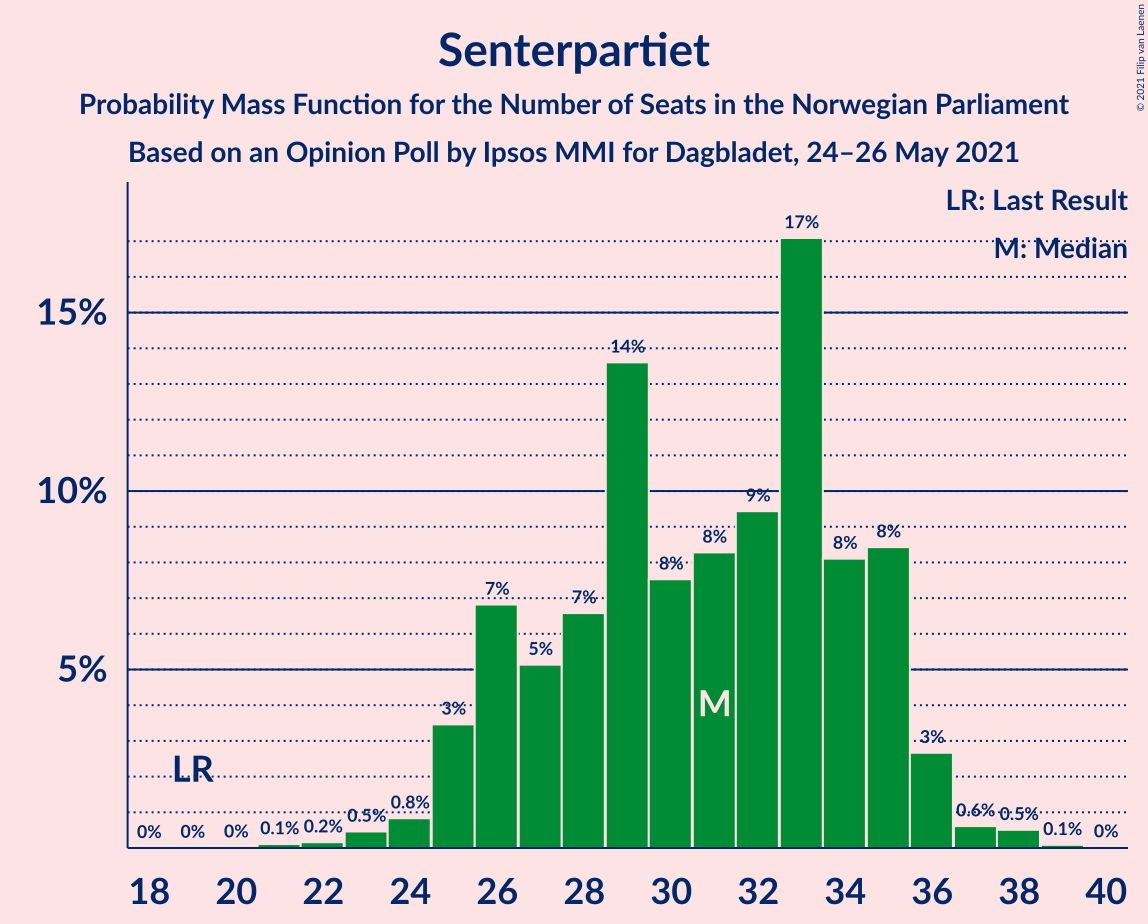 Senterpartiet
Probability Mass Function for the Number of Seats in the Norwegian Parliament
Based on an Opinion Poll by Ipsos MMI for Dagbladet, 24–26 May 2021
© 2021 Filip van Laenen
LR: Last Result
M: Median
15%
10%
5%
0% 0% 0% 0.1% 0.2% 0.5% 0.8% 3% 7% 5% 7% 14% 8% 8% 9% 17% 8% 8% 3% 0.6% 0.5% 0.1% 0%
LR
M
18 20 22 24 26 28 30 32 34 36 38 40